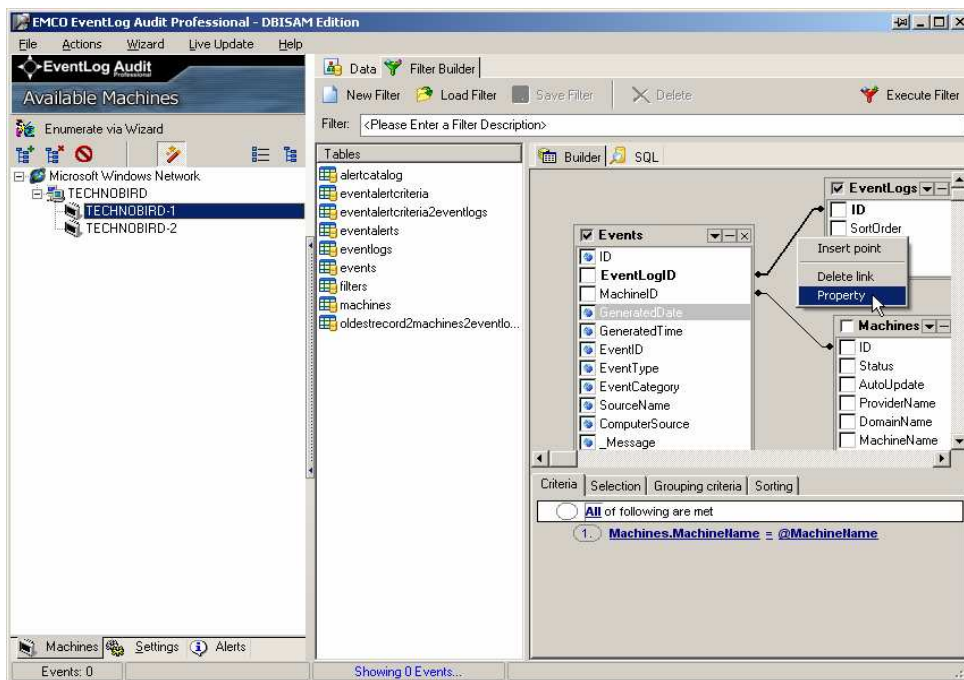 EMCO EventLog Audit Professional - DBISAM Edition
File Actions Wizard Live Update Help
EventLog Audit
Professional
Available Machines
Enumerate via Wizard
Microsoft Windows Network
TECHNOBIRD
TECHNOBIRD-1
TECHNOBIRD-2
Machines Settings Alerts
Data Filter Builder
New Filter Load Filter Save Filter Delete Execute Filter
Filter: <Please Enter a Filter Description>
Tables
alertcatalog
eventalertcriteria
eventalertcriteria2eventlogs
eventalerts
eventlogs
events
filters
machines
oldestrecord2machines2eventlo...
Builder SQL
Events
ID
EventLogID
MachineID
GeneratedDate
GeneratedTime
EventID
EventType
EventCategory
SourceName
ComputerSource
_Message
EventLogs
ID
SortOrder
Insert point
Delete link
Property
Machines
ID
Status
AutoUpdate
ProviderName
DomainName
MachineName
Criteria Selection Grouping criteria Sorting
All of following are met
1. Machines.MachineName = @MachineName
Events: 0 Showing 0 Events...